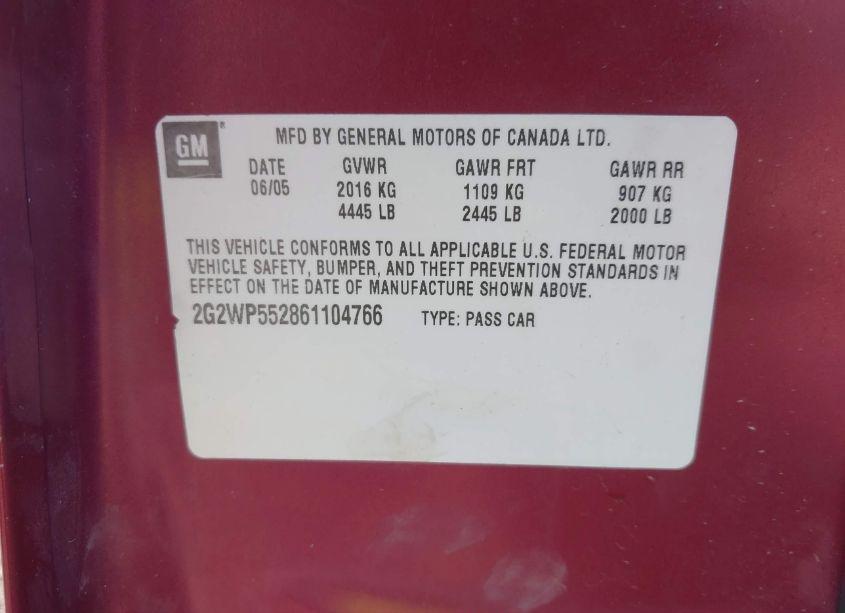 GM ®
MFD BY GENERAL MOTORS OF CANADA LTD.
DATE GVWR GAWR FRT GAWR RR
06/05 2016 KG 1109 KG 907 KG
4445 LB 2445 LB 2000 LB
THIS VEHICLE CONFORMS TO ALL APPLICABLE U.S. FEDERAL MOTOR
VEHICLE SAFETY, BUMPER, AND THEFT PREVENTION STANDARDS IN
EFFECT ON THE DATE OF MANUFACTURE SHOWN ABOVE.
2G2WP552861104766 TYPE: PASS CAR